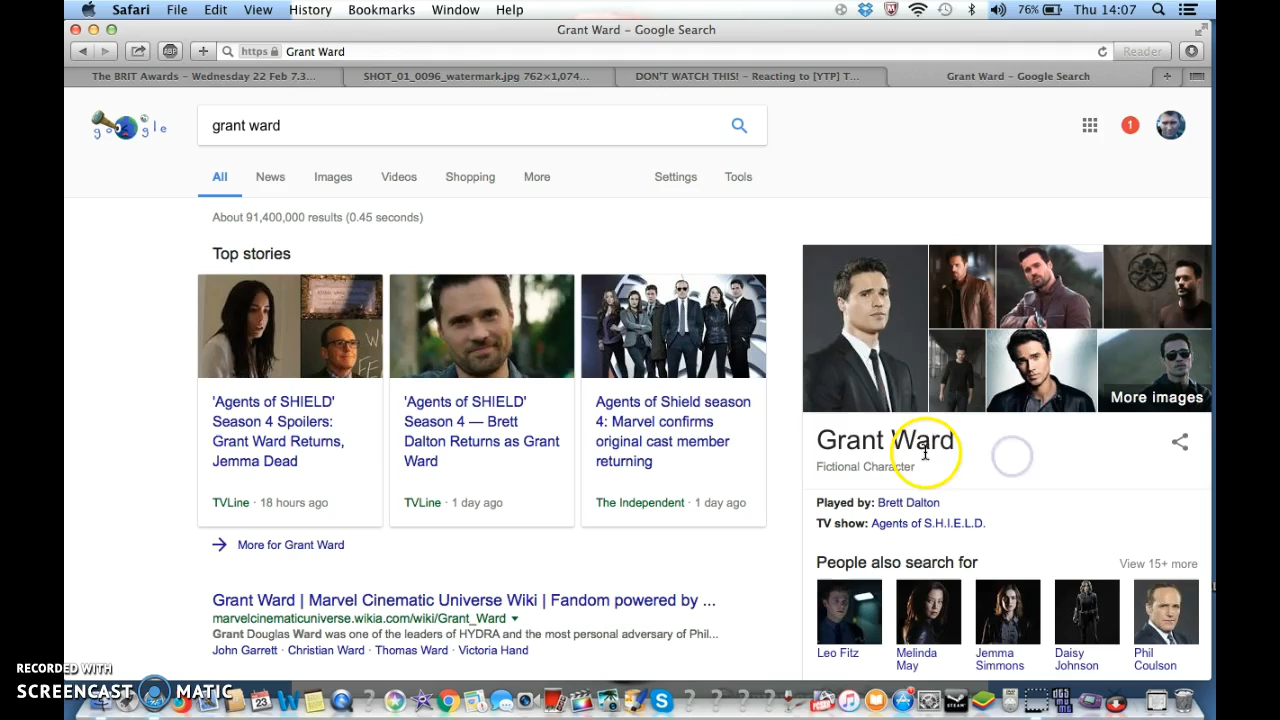 Safari File Edit View History Bookmarks Window Help 76% Thu 14:07
Grant Ward – Google Search
ABP + https Grant Ward Reader
The BRIT Awards – Wednesday 22 Feb 7.3... SHOT_01_0096_watermark.jpg 762×1,074... DON'T WATCH THIS! – Reacting to [YTP] T... Grant Ward – Google Search +
grant ward 1
All News Images Videos Shopping More Settings Tools
About 91,400,000 results (0.45 seconds)
Top stories
'Agents of SHIELD'
Season 4 Spoilers:
Grant Ward Returns,
Jemma Dead
TVLine · 18 hours ago
'Agents of SHIELD'
Season 4 — Brett
Dalton Returns as Grant
Ward
TVLine · 1 day ago
Agents of Shield season
4: Marvel confirms
original cast member
returning
The Independent · 1 day ago
More for Grant Ward
Grant Ward | Marvel Cinematic Universe Wiki | Fandom powered by ...
marvelcinematicuniverse.wikia.com/wiki/Grant_Ward
Grant Douglas Ward was one of the leaders of HYDRA and the most personal adversary of Phil...
John Garrett · Christian Ward · Thomas Ward · Victoria Hand
More images
Grant Ward
Fictional Character
Played by: Brett Dalton
TV show: Agents of S.H.I.E.L.D.
People also search for View 15+ more
Leo Fitz
Melinda
May
Jemma
Simmons
Daisy
Johnson
Phil
Coulson
RECORDED WITH
SCREENCAST MATIC